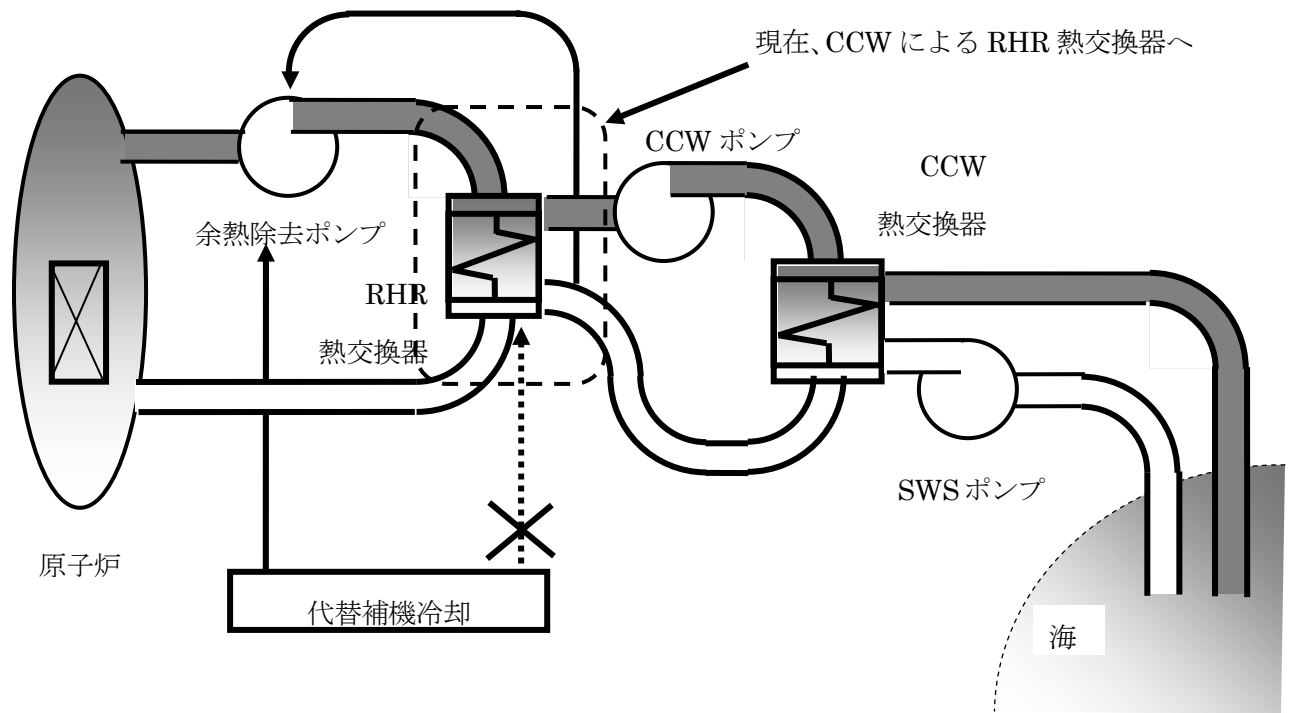 現在、CCW による RHR 熱交換器へ
CCW ポンプ
CCW
熱交換器
余熱除去ポンプ
RHR
熱交換器
SWS ポンプ
原子炉
代替補機冷却
海